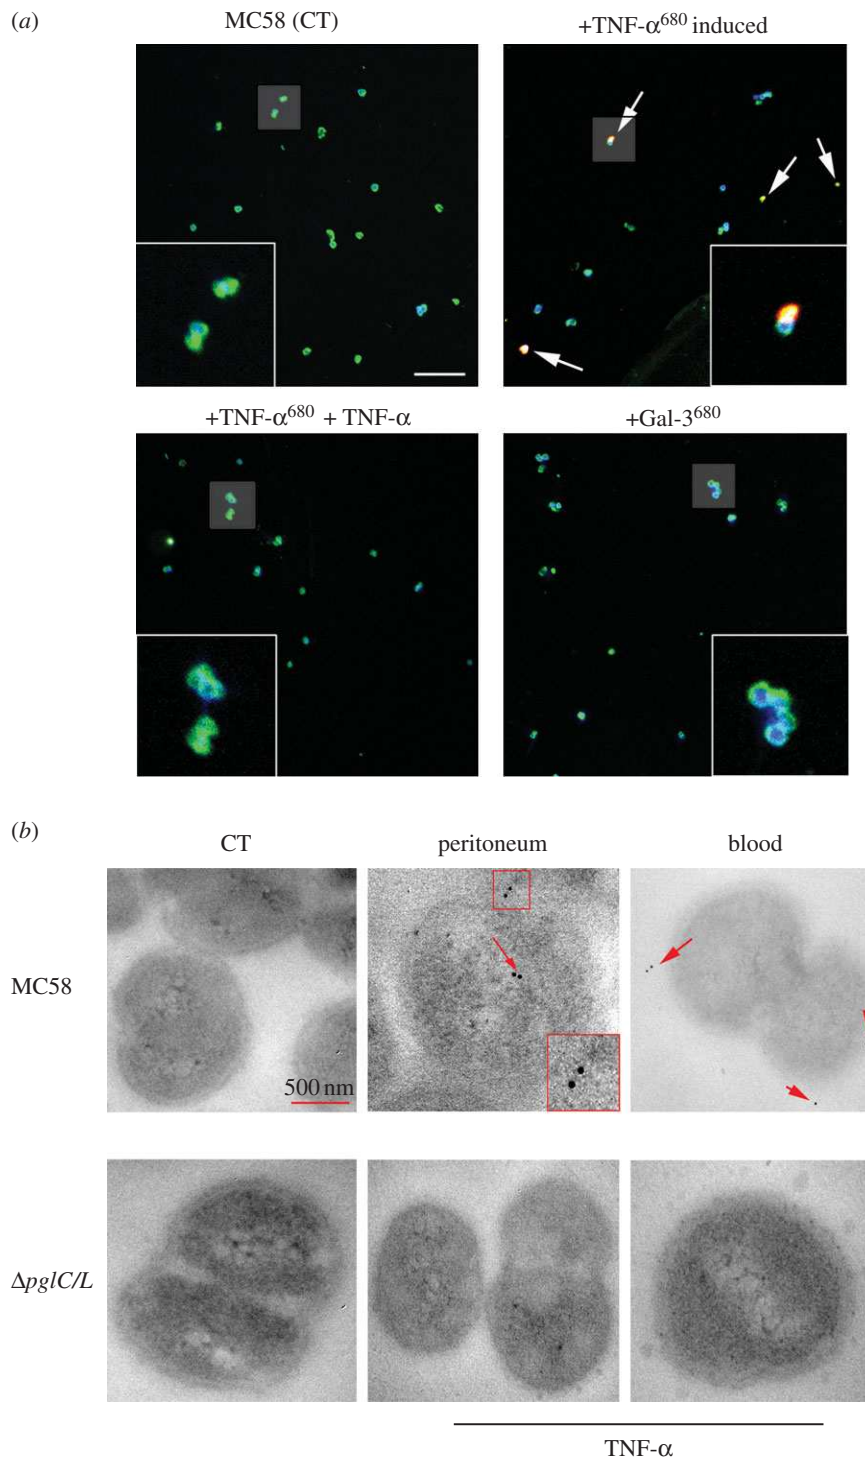 (a)
MC58 (CT)
+TNF-α⁶⁸⁰ induced
+TNF-α⁶⁸⁰ + TNF-α
+Gal-3⁶⁸⁰
(b)
CT
peritoneum
blood
MC58
500 nm
ΔpglC/L
TNF-α